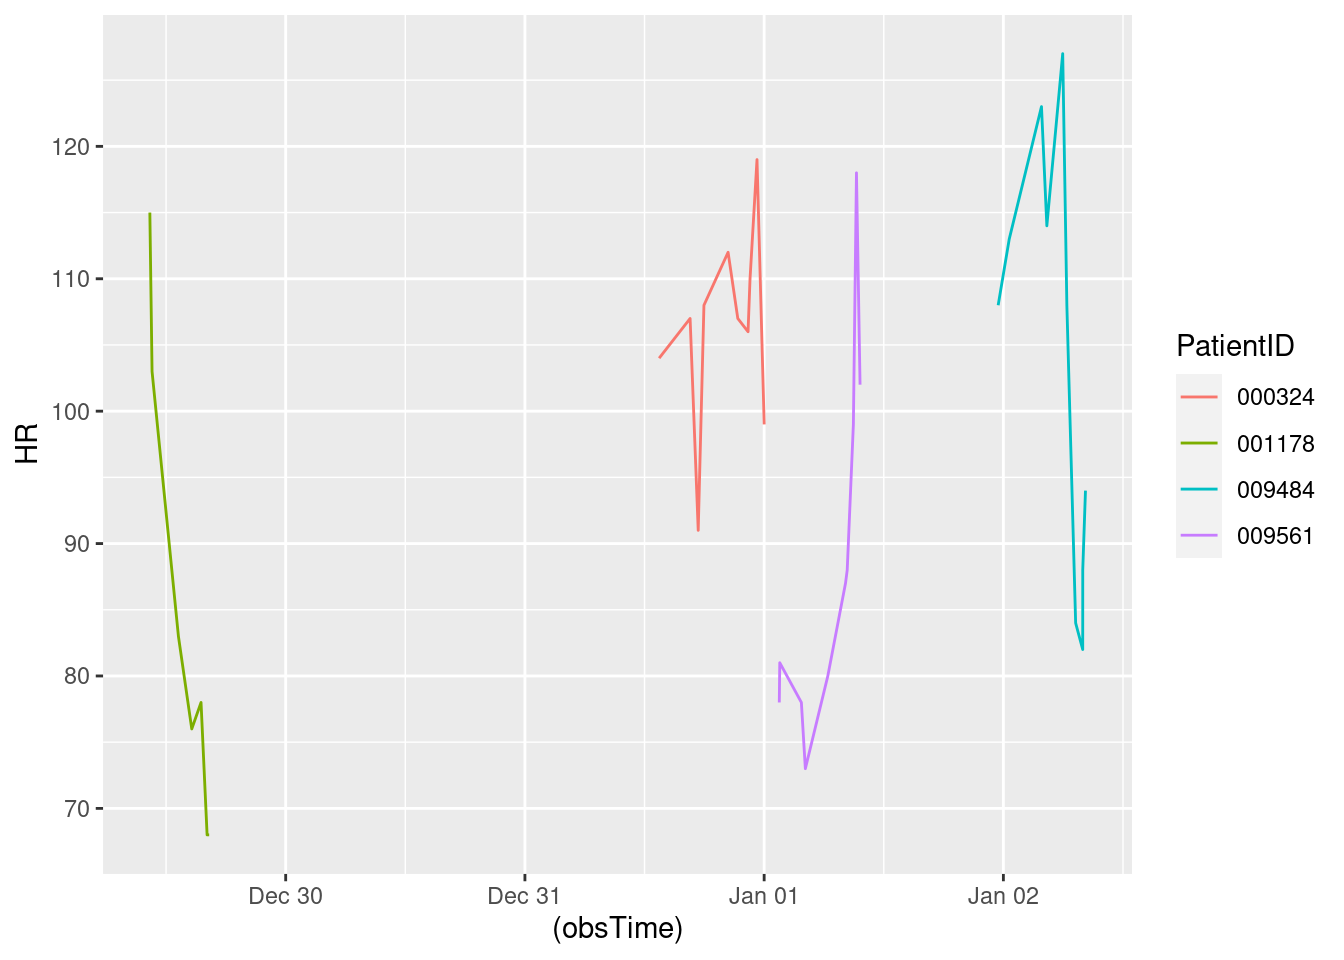 120
110
100
90
80
70
HR
Dec 30
Dec 31
Jan 01
Jan 02
(obsTime)
PatientID
000324
001178
009484
009561